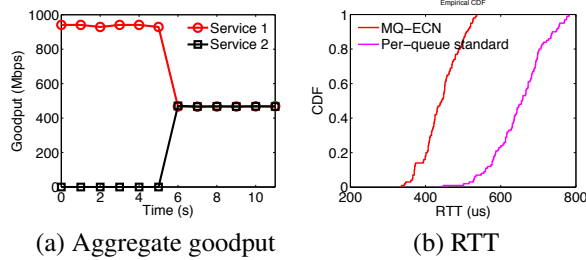 1000
800
600
400
200
0
Goodput (Mbps)
Service 1
Service 2
0 2 4 6 8 10
Time (s)
(a) Aggregate goodput
Empirical CDF
1
0.8
0.6
0.4
0.2
0
CDF
MQ-ECN
Per-queue standard
200 400 600 800
RTT (us)
(b) RTT